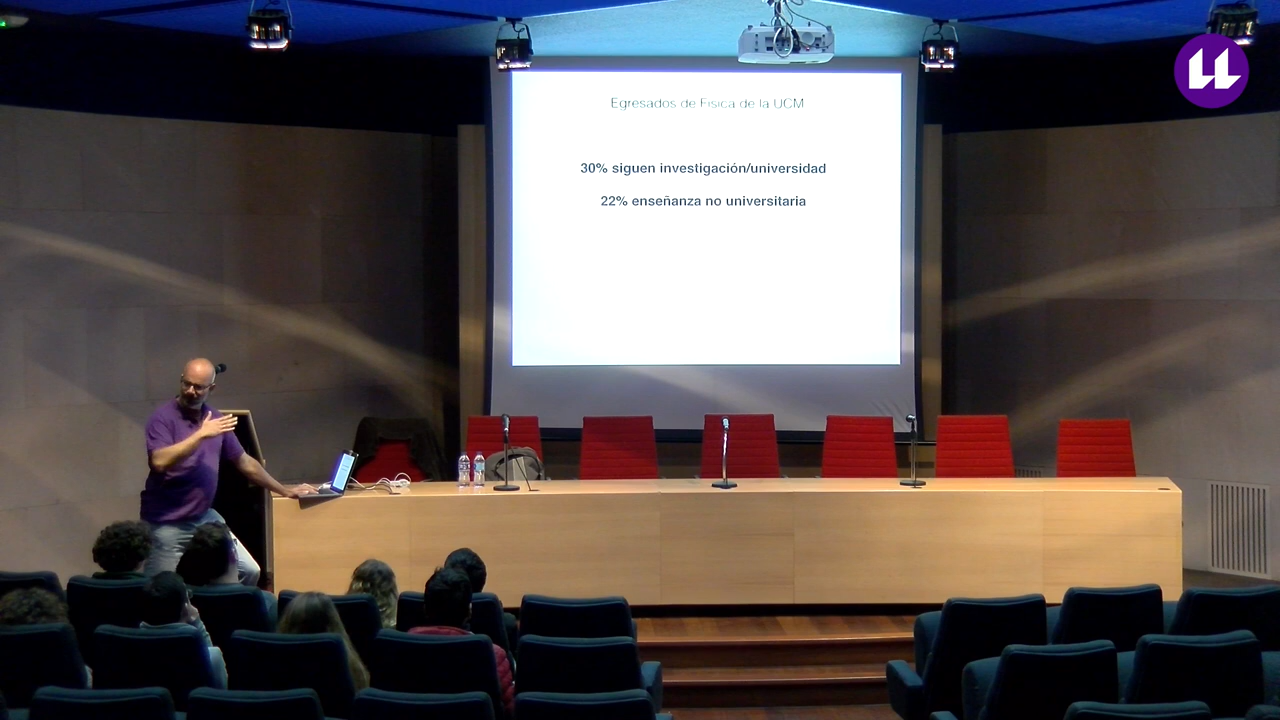 Egresados de Física de la UCM
30% siguen investigación/universidad
22% enseñanza no universitaria